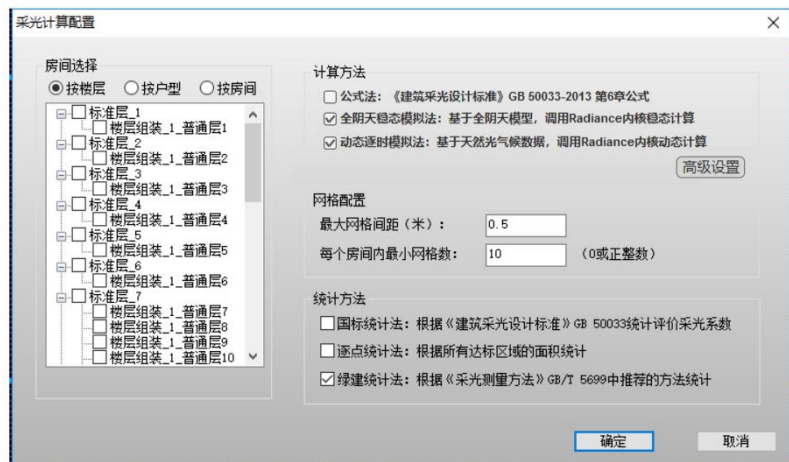 采光计算配置
房间选择
按楼层 按户型 按房间
标准层_1
楼层组装_1_普通层1
标准层_2
楼层组装_1_普通层2
标准层_3
楼层组装_1_普通层3
标准层_4
楼层组装_1_普通层4
标准层_5
楼层组装_1_普通层5
标准层_6
楼层组装_1_普通层6
标准层_7
楼层组装_1_普通层7
楼层组装_1_普通层8
楼层组装_1_普通层9
楼层组装_1_普通层10
计算方法
公式法：《建筑采光设计标准》GB 50033-2013 第6章公式
全阴天稳态模拟法：基于全阴天模型，调用Radiance内核稳态计算
动态逐时模拟法：基于天然光气候数据，调用Radiance内核动态计算
高级设置
网格配置
最大网格间距（米）： 0.5
每个房间内最小网格数： 10 （0或正整数）
统计方法
国标统计法：根据《建筑采光设计标准》GB 50033统计评价采光系数
逐点统计法：根据所有达标区域的面积统计
绿建统计法：根据《采光测量方法》GB/T 5699中推荐的方法统计
确定 取消